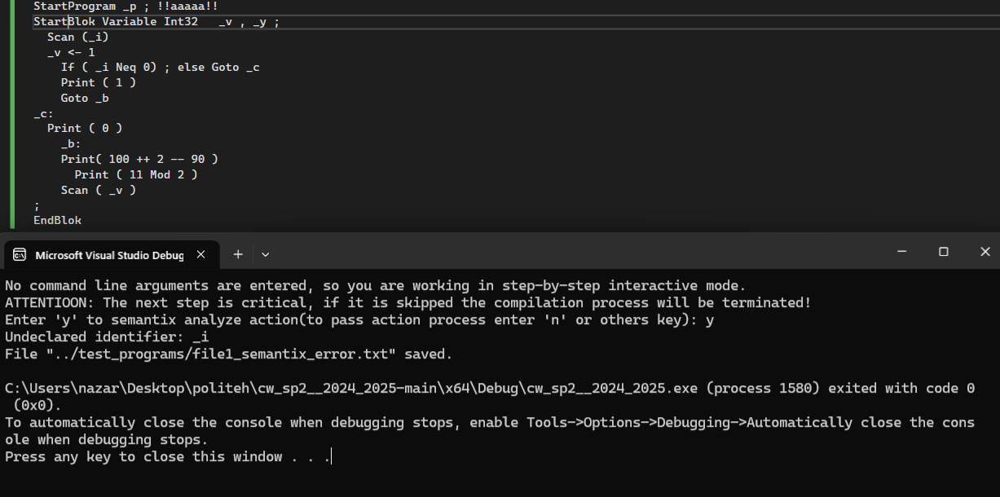 StartProgram _p ; !!aaaaa!!
StartBlok Variable Int32   _v , _y ;
  Scan (_i)
  _v <- 1
    If ( _i Neq 0) ; else Goto _c
    Print ( 1 )
    Goto _b
_c:
  Print ( 0 )
    _b:
    Print( 100 ++ 2 -- 90 )
      Print ( 11 Mod 2 )
    Scan ( _v )
;
EndBlok
Microsoft Visual Studio Debug
No command line arguments are entered, so you are working in step-by-step interactive mode.
ATTENTIOON: The next step is critical, if it is skipped the compilation process will be terminated!
Enter 'y' to semantix analyze action(to pass action process enter 'n' or others key): y
Undeclared identifier: _i
File "../test_programs/file1_semantix_error.txt" saved.
C:\Users\nazar\Desktop\politeh\cw_sp2__2024_2025-main\x64\Debug\cw_sp2__2024_2025.exe (process 1580) exited with code 0
 (0x0).
To automatically close the console when debugging stops, enable Tools->Options->Debugging->Automatically close the cons
ole when debugging stops.
Press any key to close this window . . .